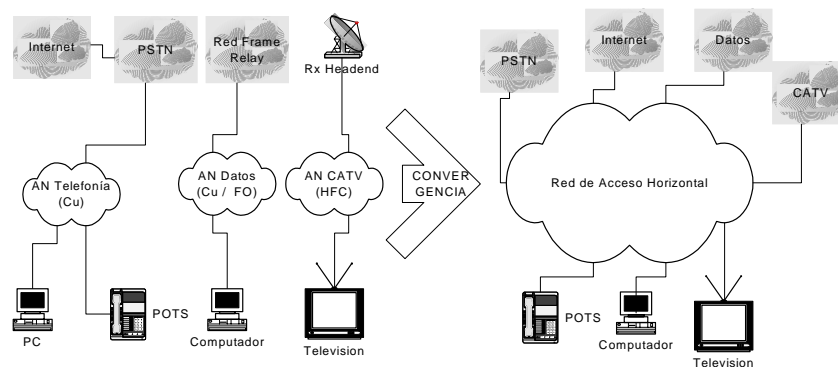 Internet
PSTN
Red Frame
Relay
Rx Headend
AN Telefonía
(Cu)
AN Datos
(Cu / FO)
AN CATV
(HFC)
PC
POTS
Computador
Television
CONVER
GENCIA
PSTN
Internet
Datos
CATV
Red de Acceso Horizontal
POTS
Computador
Television